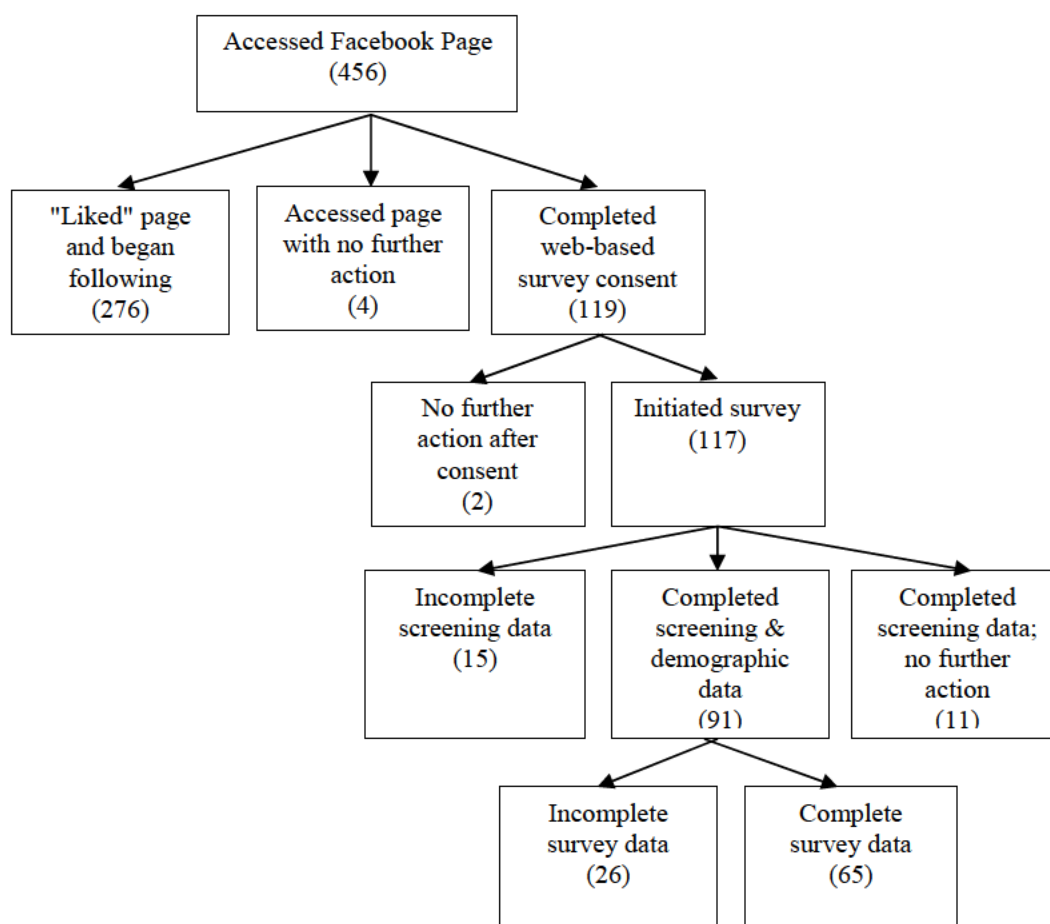 Accessed Facebook Page
(456)
"Liked" page
and began
following
(276)
Accessed page
with no further
action
(4)
Completed
web-based
survey consent
(119)
No further
action after
consent
(2)
Initiated survey
(117)
Incomplete
screening data
(15)
Completed
screening &
demographic
data
(91)
Completed
screening data;
no further
action
(11)
Incomplete
survey data
(26)
Complete
survey data
(65)